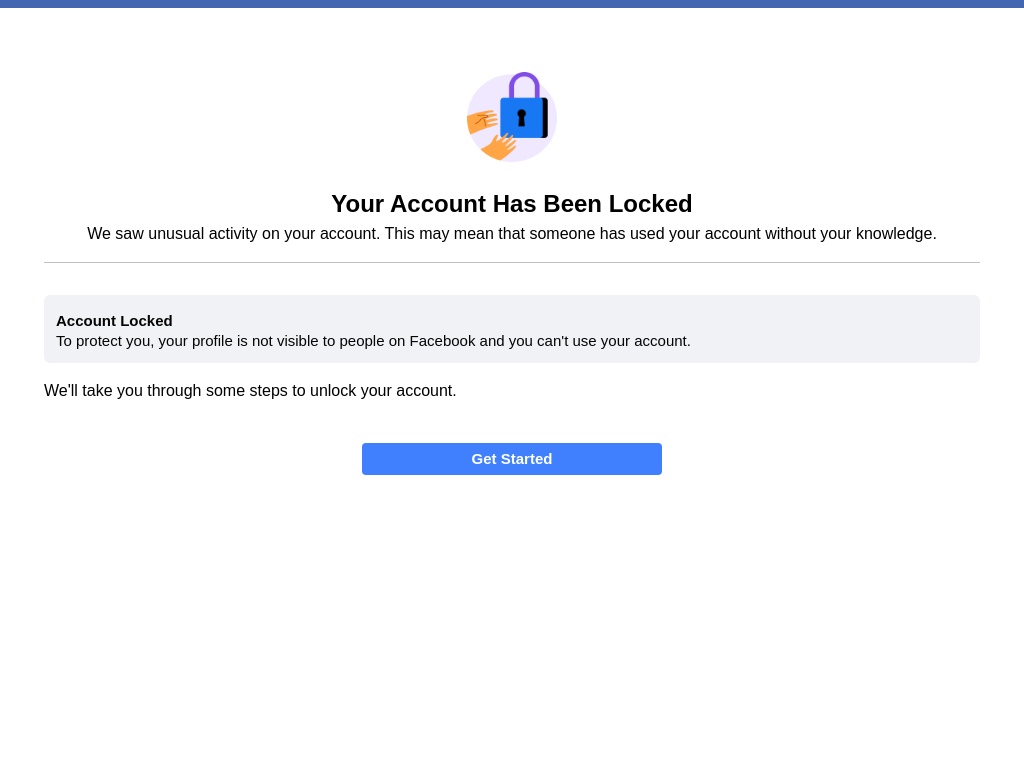 Your Account Has Been Locked
We saw unusual activity on your account. This may mean that someone has used your account without your knowledge.
Account Locked
To protect you, your profile is not visible to people on Facebook and you can't use your account.
We'll take you through some steps to unlock your account.
Get Started